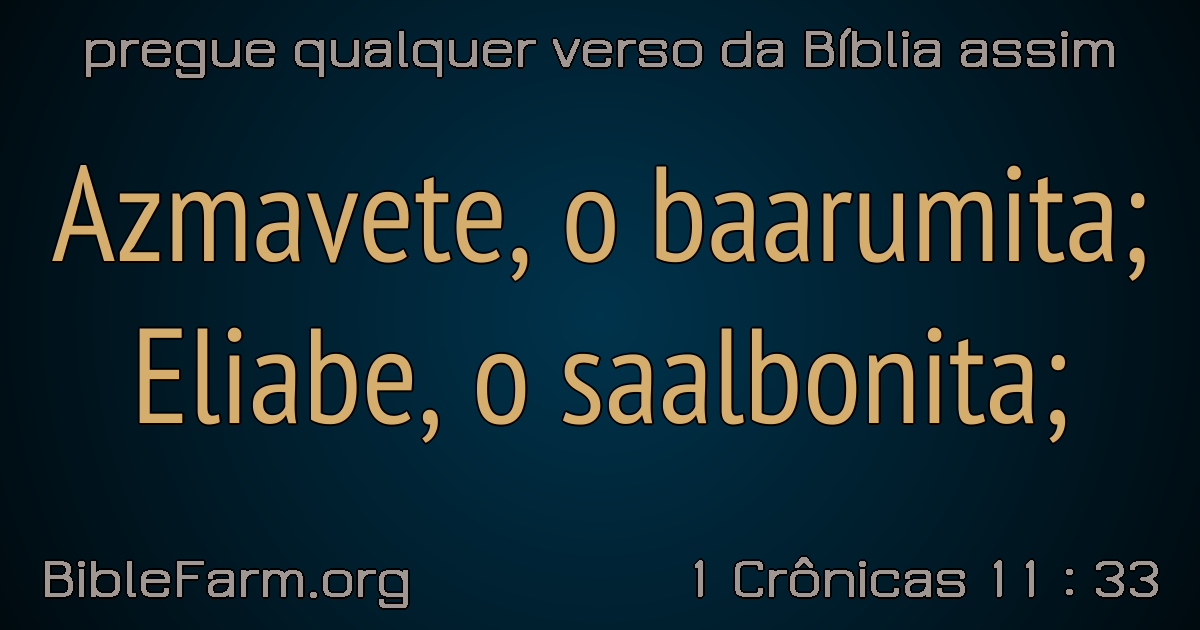 pregue qualquer verso da Bíblia assim
Azmavete, o baarumita;
Eliabe, o saalbonita;
BibleFarm.org
1 Crônicas 11 : 33